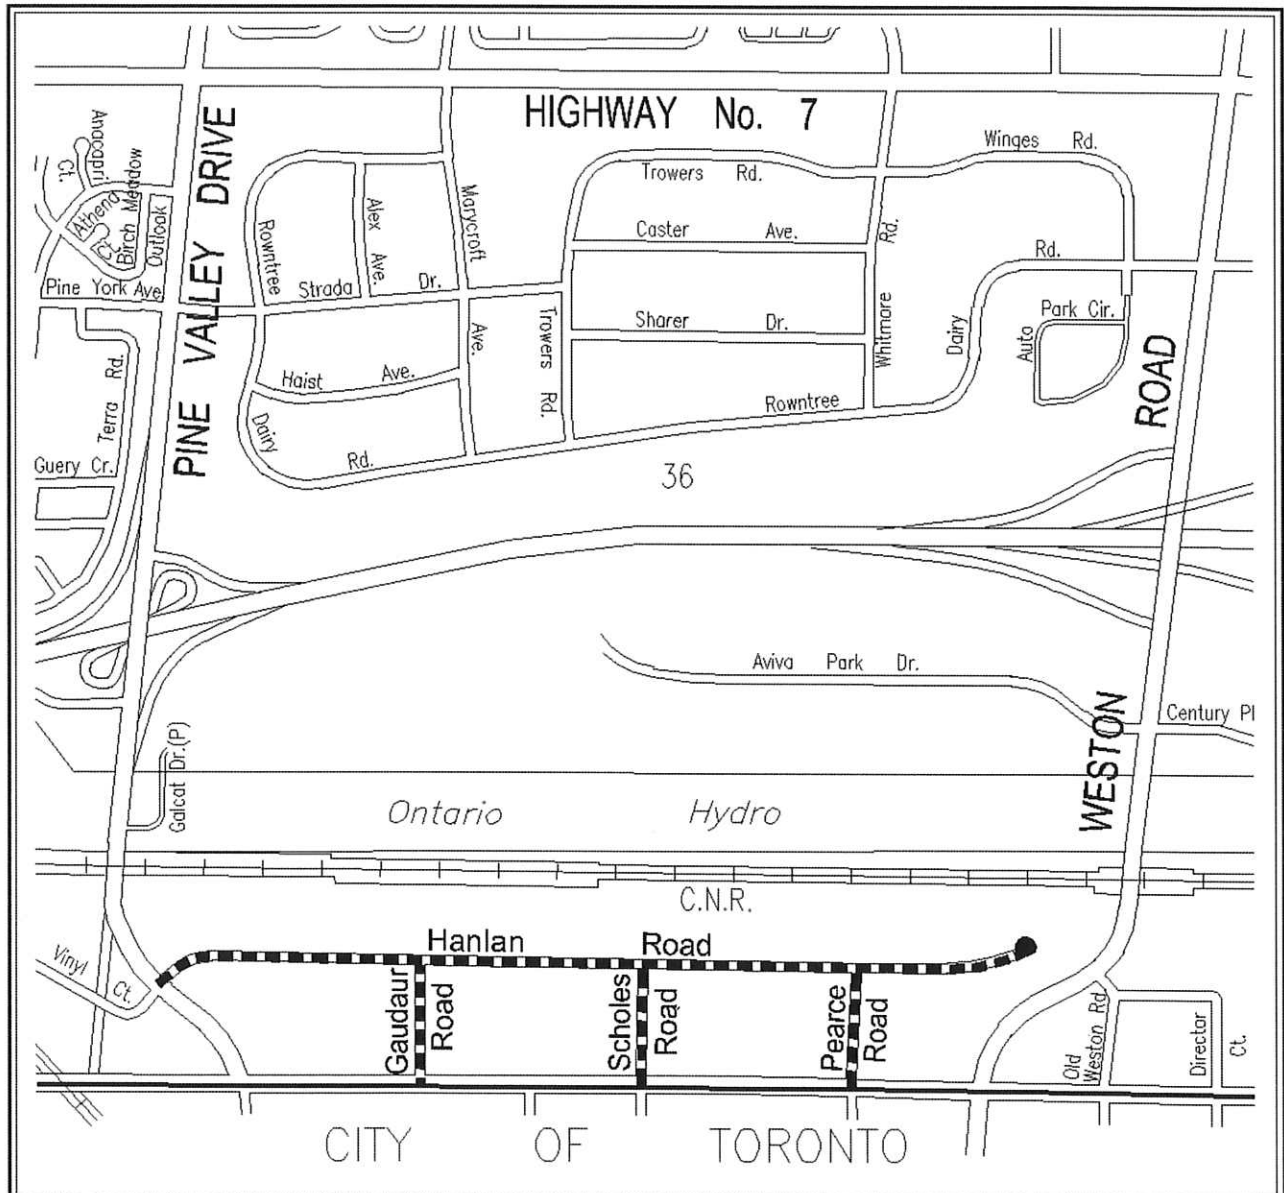 HIGHWAY No. 7
PINE VALLEY DRIVE
Anacapri
Ct.
Athena
Ct.
Birch Meadow
Outlook
Pine York Ave
Terra Rd.
Guery Cr.
Rowntree
Dairy
Rd.
Alex Ave.
Marycroft
Ave.
Strada Dr.
Haist Ave.
Trowers Rd.
Trowers Rd.
Winges Rd.
Caster Ave.
Sharer Dr.
Whitmore
Rd.
Rowntree
Dairy
Rd.
Auto
Park Cir.
36
WESTON
ROAD
Aviva Park Dr.
Century Pl
Galcat Dr.(P)
Ontario Hydro
C.N.R.
Vinyl
Ct.
Hanlan Road
Gaudaur
Road
Scholes
Road
Pearce
Road
Old
Weston Rd.
Director
Ct.
CITY OF TORONTO